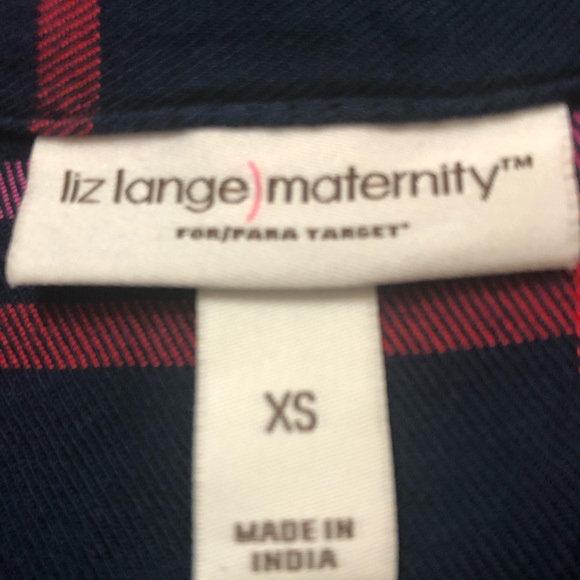 liz lange)maternity™
FOR/PARA TARGET®
XS
MADE IN
INDIA